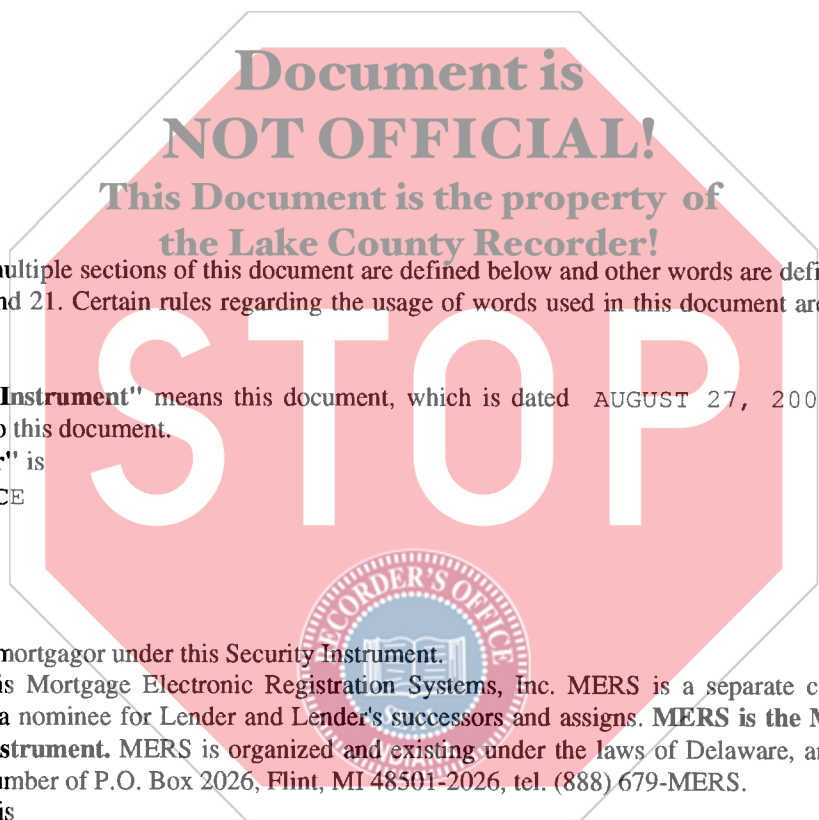 Document is
NOT OFFICIAL!
This Document is the property of
the Lake County Recorder!
ultiple sections of this document are defined below and other words are defi
nd 21. Certain rules regarding the usage of words used in this document are
STOP
Instrument" means this document, which is dated AUGUST 27, 200
o this document.
r" is
CE
RECORDER'S OFFICE
mortgagor under this Security Instrument.
is Mortgage Electronic Registration Systems, Inc. MERS is a separate c
a nominee for Lender and Lender's successors and assigns. MERS is the M
strument. MERS is organized and existing under the laws of Delaware, an
umber of P.O. Box 2026, Flint, MI 48501-2026, tel. (888) 679-MERS.
is